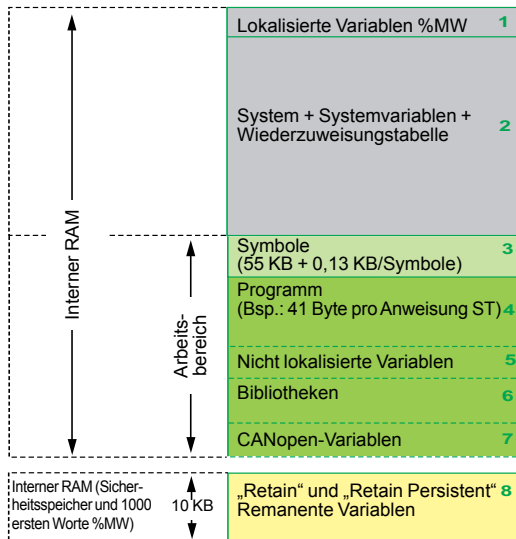 Lokalisierte Variablen %MW 1
System + Systemvariablen +
Wiederzuweisungstabelle 2
Interner RAM
Arbeits-
bereich
Symbole 3
(55 KB + 0,13 KB/Symbole)
Programm
(Bsp.: 41 Byte pro Anweisung ST) 4
Nicht lokalisierte Variablen 5
Bibliotheken 6
CANopen-Variablen 7
Interner RAM (Sicher-
heitsspeicher und 1000
ersten Worte %MW)
10 KB
„Retain“ und „Retain Persistent“ 8
Remanente Variablen